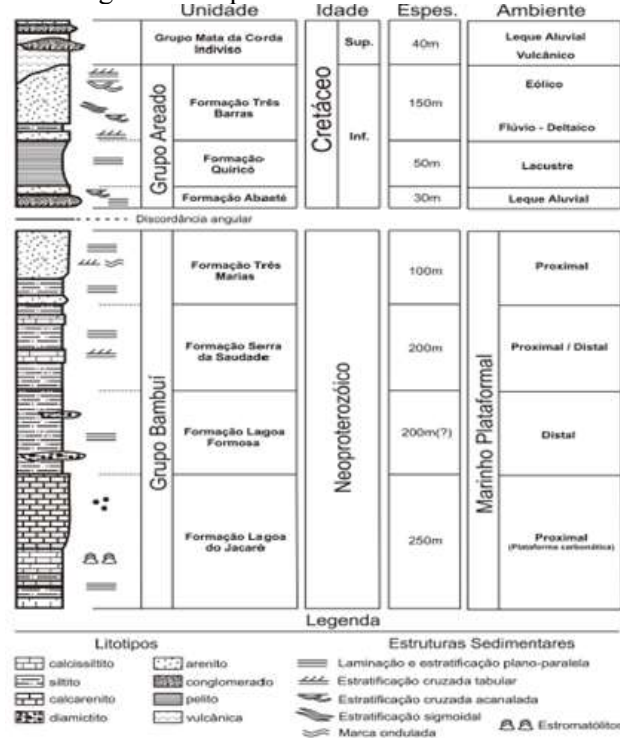 Unidade Idade Espes. Ambiente
Grupo Mata da Corda
Indiviso
Sup.
40m
Leque Aluvial
Vulcânico
Grupo Areado
Cretáceo
Formação Três
Barras
Inf.
150m
Eólico
Flúvio - Deltaico
Formação
Quiricó
50m
Lacustre
Formação Abaeté
30m
Leque Aluvial
Discordância angular
Grupo Bambuí
Neoproterozóico
Marinho Plataformal
Formação Três
Marias
100m
Proximal
Formação Serra
da Saudade
200m
Proximal / Distal
Formação Lagoa
Formosa
200m(?)
Distal
Formação Lagoa
do Jacaré
250m
Proximal
(Plataforma carbonática)
Legenda
Litotipos
calcissiltito
siltito
calcarenito
diamictito
arenito
conglomerado
pelito
vulcânica
Estruturas Sedimentares
Laminação e estratificação plano-paralela
Estratificação cruzada tabular
Estratificação cruzada acanalada
Estratificação sigmoidal
Marca ondulada
Estromatólitos